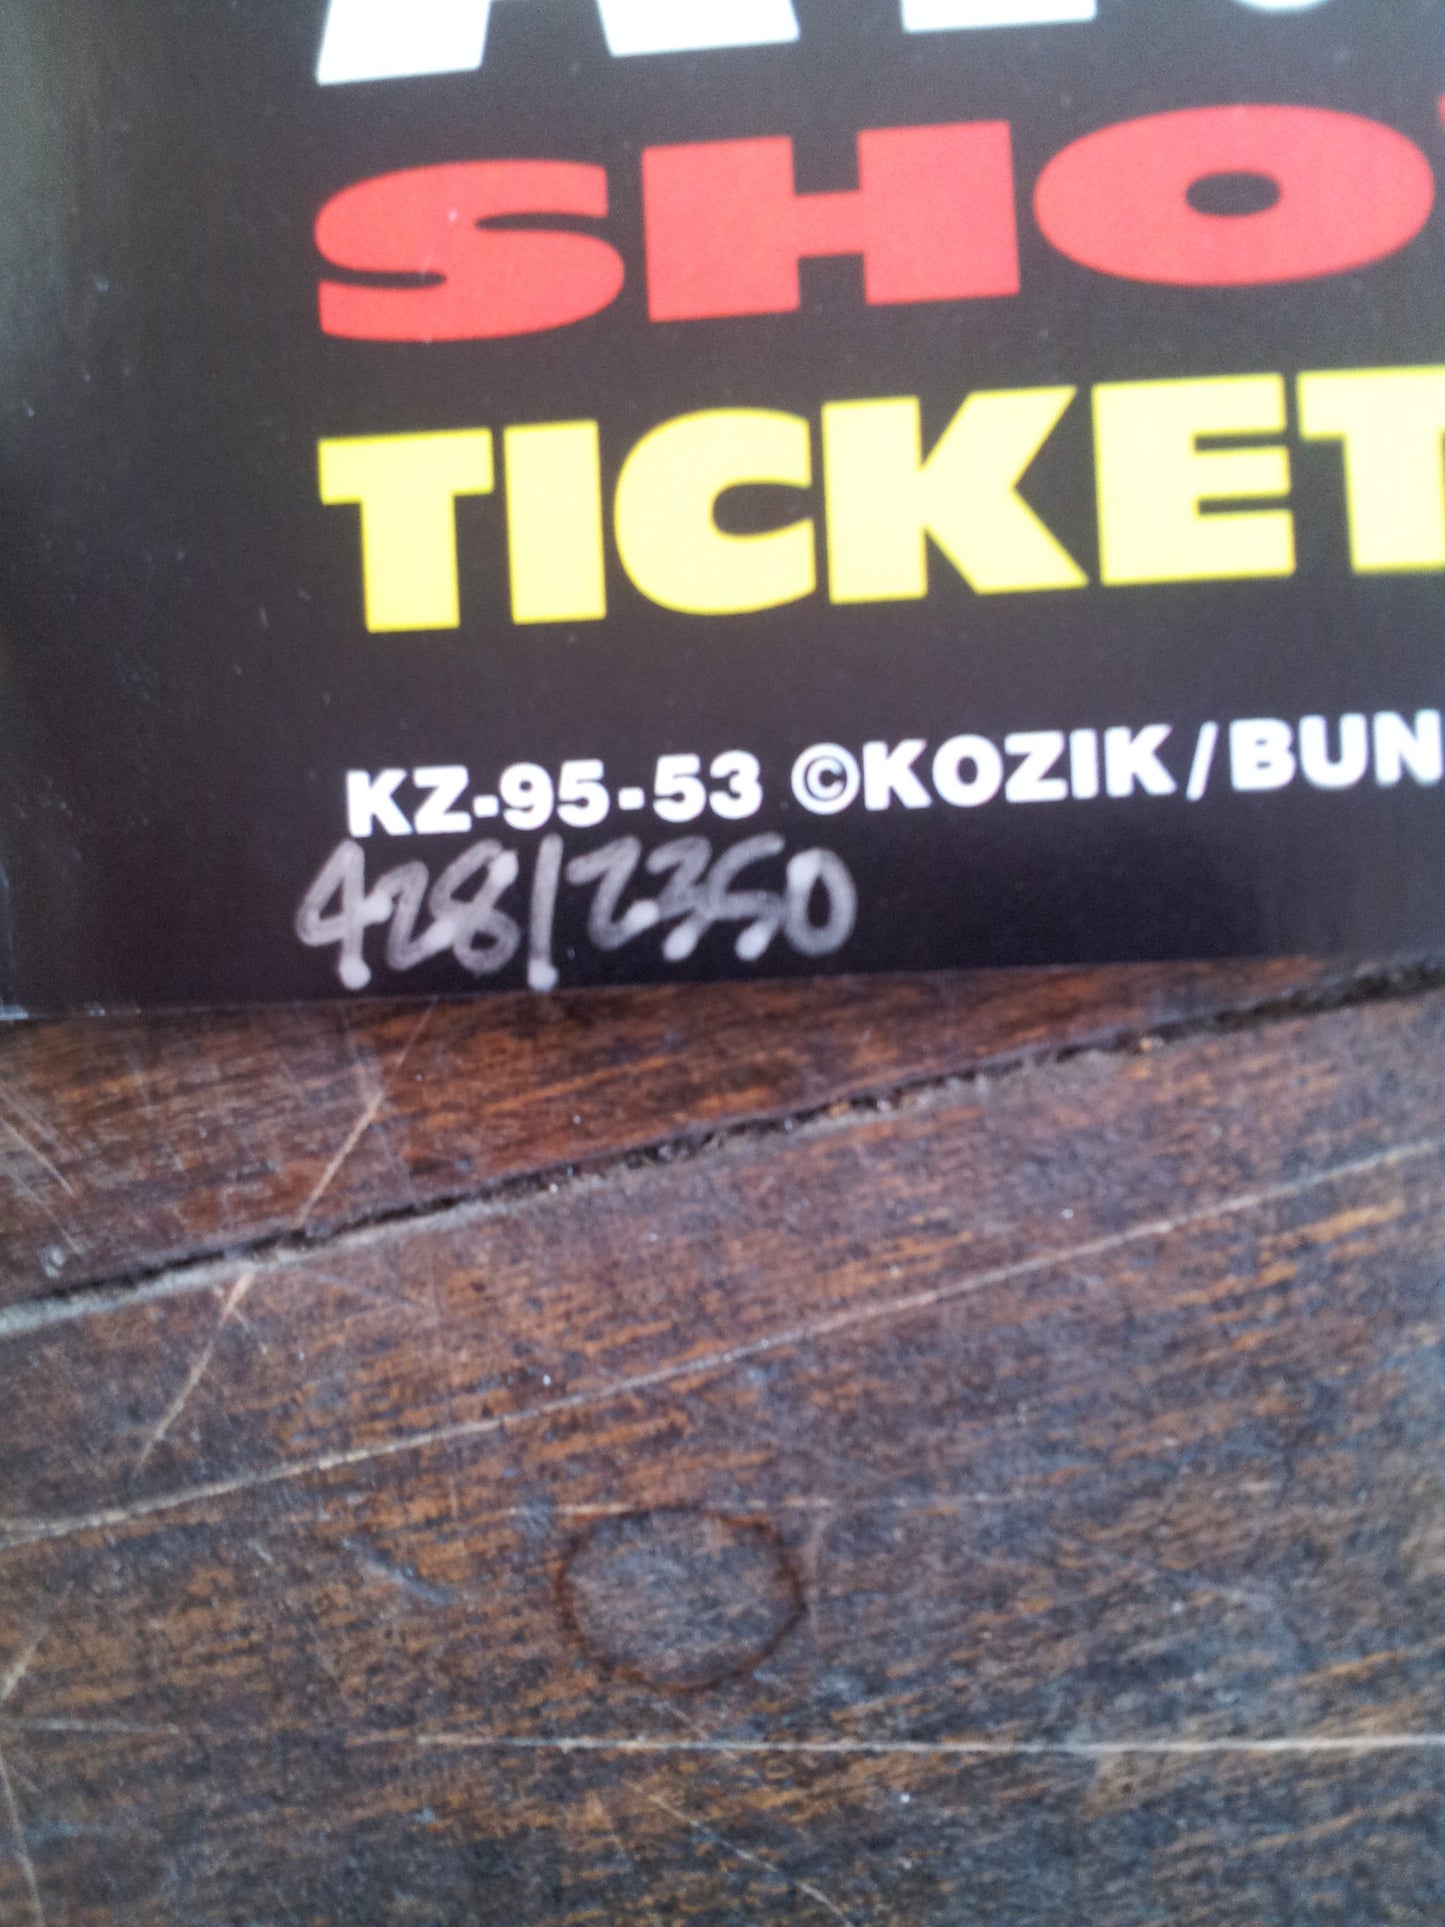 SHO
TICKET
KZ-95-53 ©KOZIK/BUN
428/2350